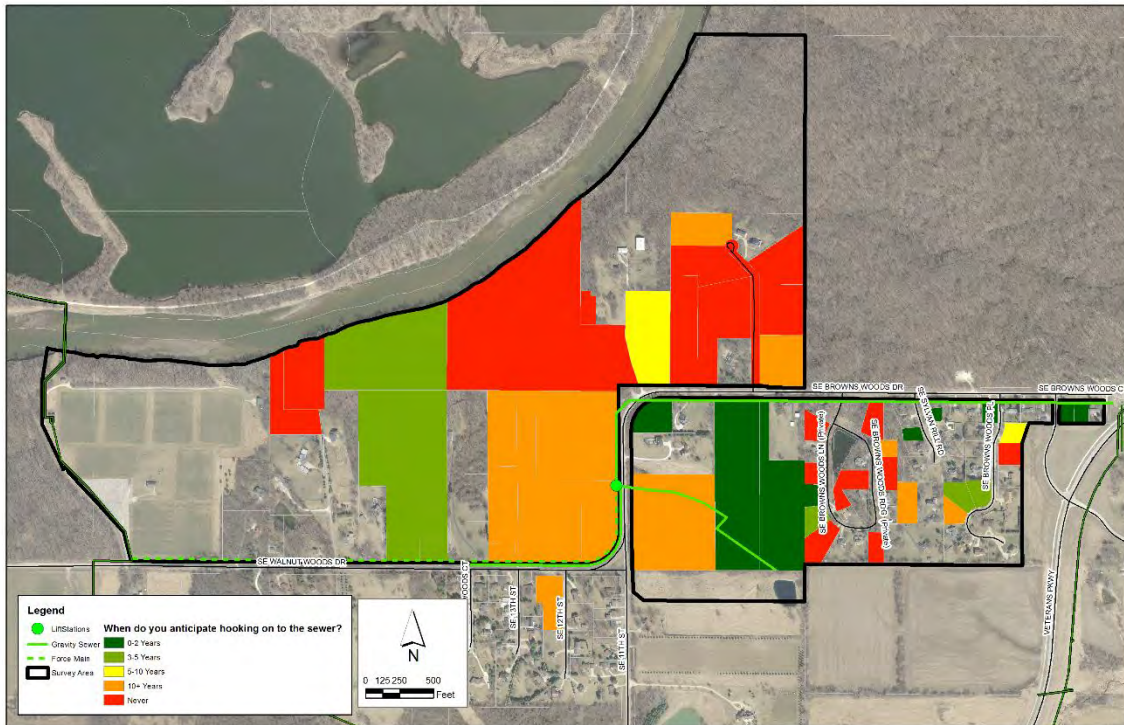 SE BROWNS WOODS DR
SE BROWNS WOODS C
SE SYLVAN RILL RD
SE BROWNS WOODS PL
SE BROWNS WOODS LN (Private)
SE BROWNS WOODS RDG (Private)
VETERANS PKWY
SE WALNUT WOODS DR
WOODS CT
SE 13TH ST
SE 12TH ST
SE 11TH ST
Legend
LiftStations
Gravity Sewer
Force Main
Survey Area
When do you anticipate hooking on to the sewer?
0-2 Years
3-5 Years
5-10 Years
10+ Years
Never
N
0 125 250 500
Feet